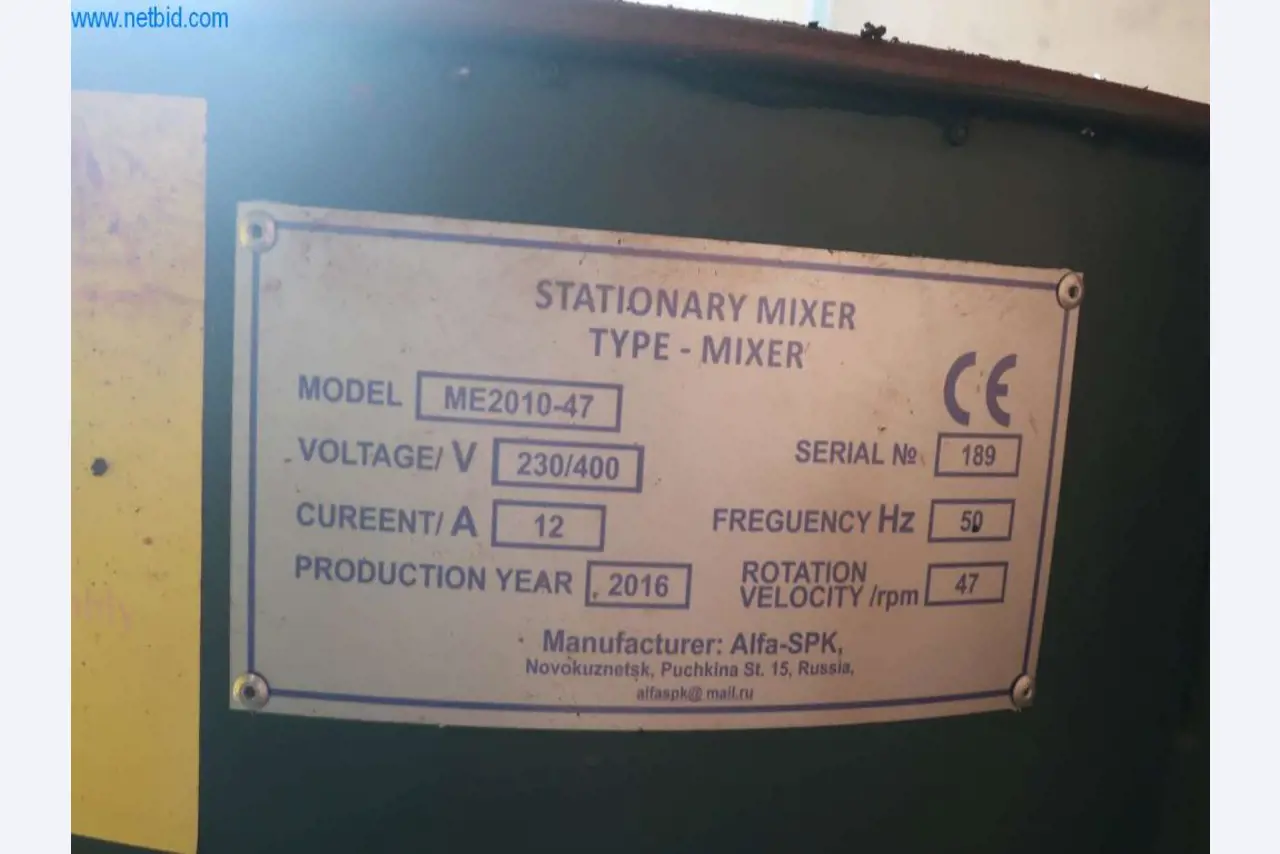 www.netbid.com
STATIONARY MIXER
TYPE - MIXER
CE
MODEL ME2010-47
VOLTAGE/ V 230/400
SERIAL № 189
CUREENT/ A 12
FREGUENCY Hz 50
PRODUCTION YEAR 2016
ROTATION
VELOCITY /rpm 47
Manufacturer: Alfa-SPK,
Novokuznetsk, Puchkina St. 15, Russia,
alfaspk@ mail.ru